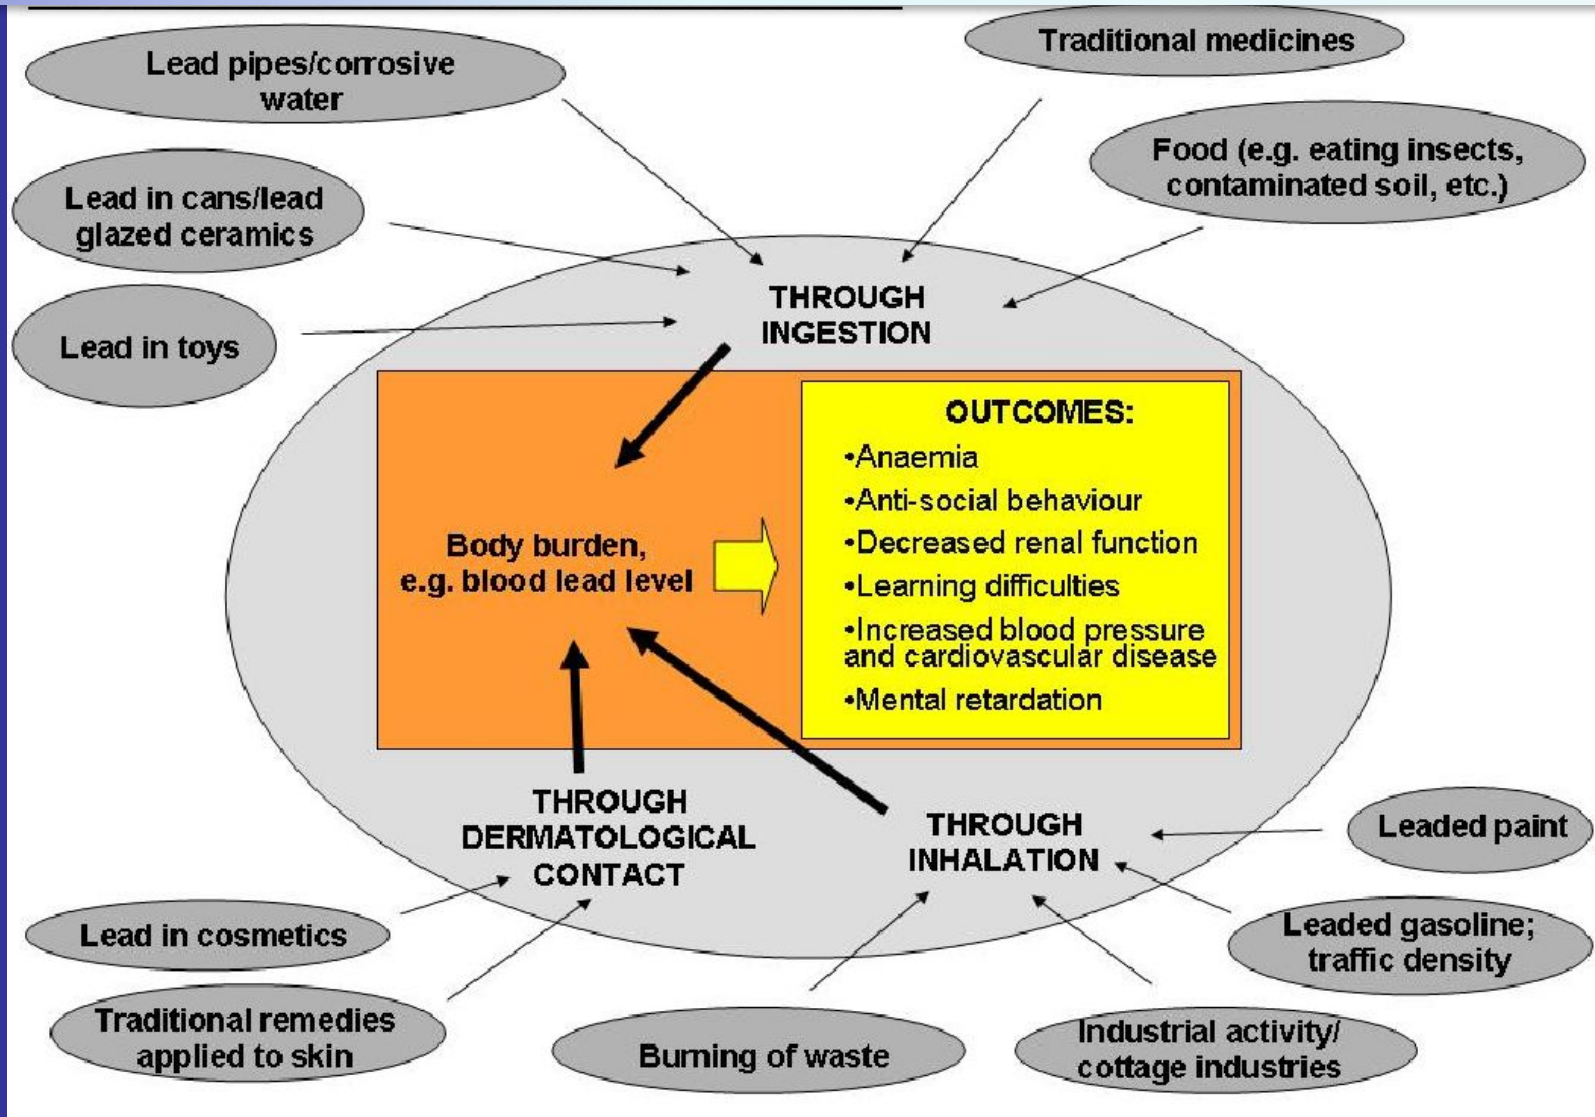 Lead pipes/corrosive
water
Traditional medicines
Food (e.g. eating insects,
contaminated soil, etc.)
Lead in cans/lead
glazed ceramics
Lead in toys
THROUGH
INGESTION
OUTCOMES:
•Anaemia
•Anti-social behaviour
•Decreased renal function
•Learning difficulties
•Increased blood pressure
and cardiovascular disease
•Mental retardation
Body burden,
e.g. blood lead level
THROUGH
DERMATOLOGICAL
CONTACT
THROUGH
INHALATION
Leaded paint
Leaded gasoline;
traffic density
Lead in cosmetics
Traditional remedies
applied to skin
Burning of waste
Industrial activity/
cottage industries